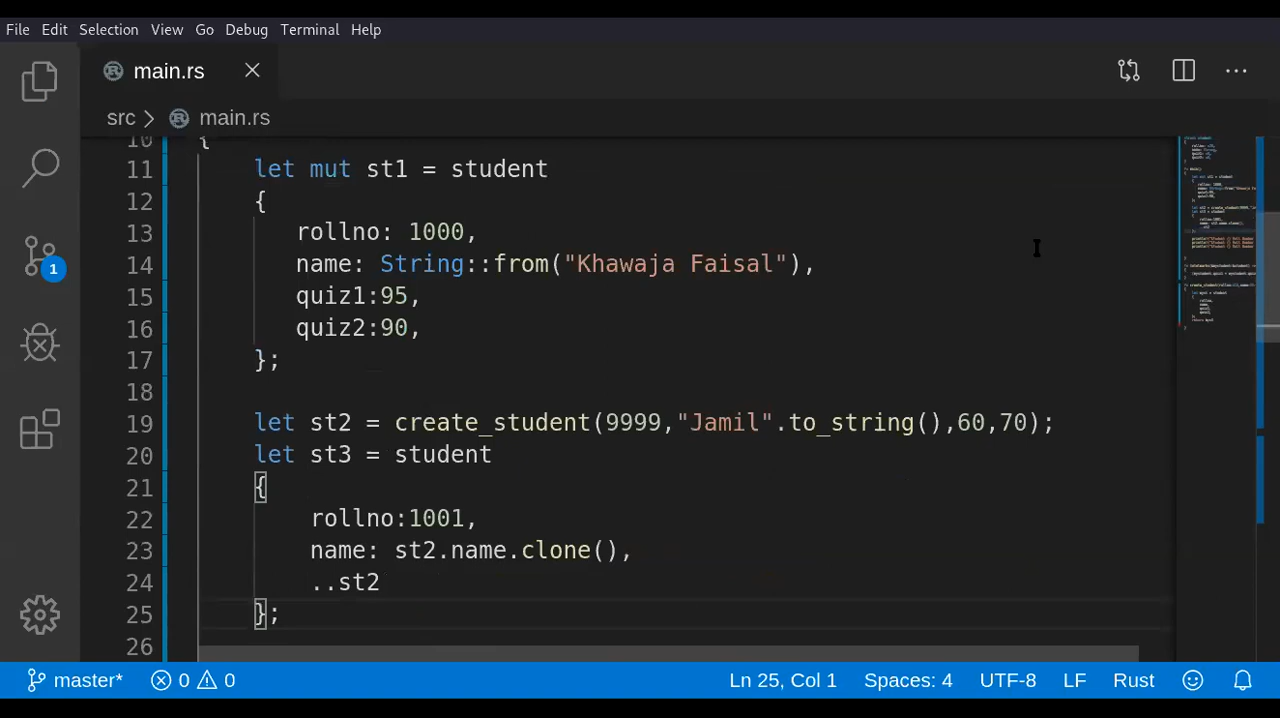 File Edit Selection View Go Debug Terminal Help
main.rs
src > main.rs
10 {
11 let mut st1 = student
12 {
13 rollno: 1000,
14 name: String::from("Khawaja Faisal"),
15 quiz1:95,
16 quiz2:90,
17 };
18
19 let st2 = create_student(9999,"Jamil".to_string(),60,70);
20 let st3 = student
21 {
22 rollno:1001,
23 name: st2.name.clone(),
24 ..st2
25 };
26
1
master* 0 0 Ln 25, Col 1 Spaces: 4 UTF-8 LF Rust